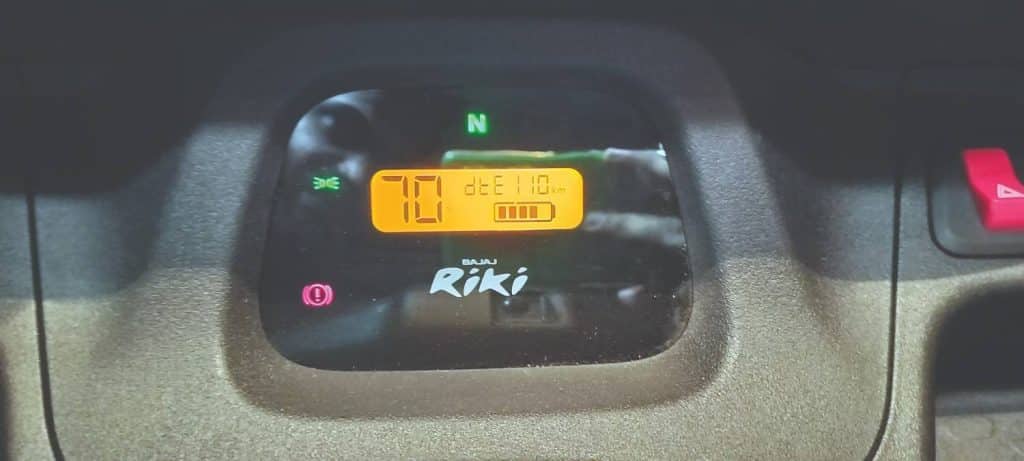 N
70 dtE 110 km
BAJAJ
Riki